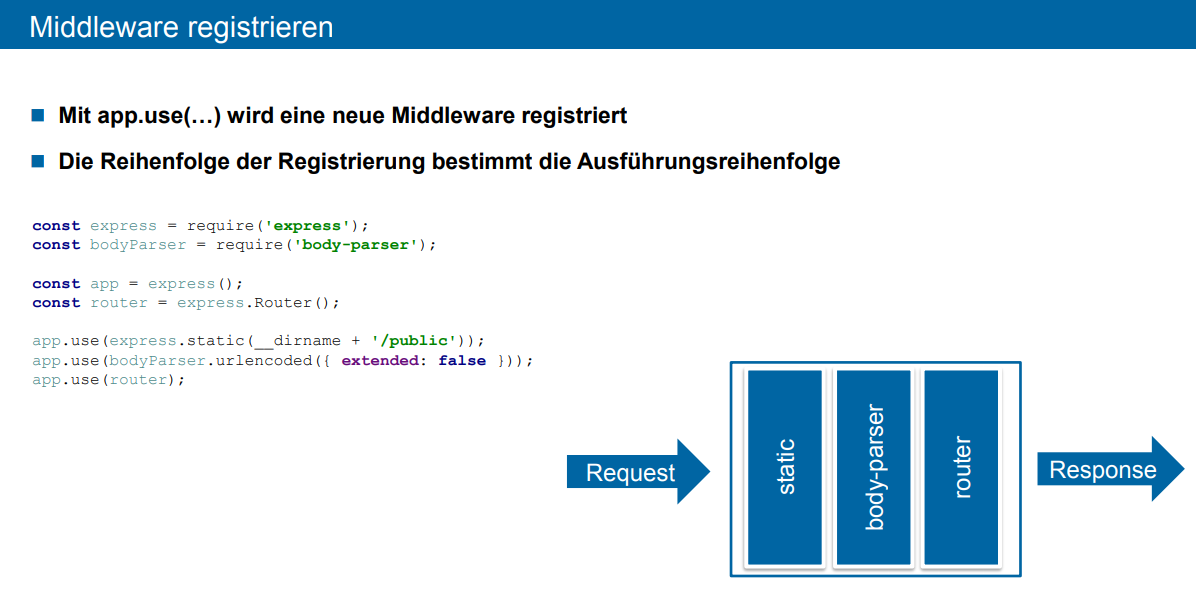 Middleware registrieren
Mit app.use(…) wird eine neue Middleware registriert
Die Reihenfolge der Registrierung bestimmt die Ausführungsreihenfolge
const express = require('express');
const bodyParser = require('body-parser');
const app = express();
const router = express.Router();
app.use(express.static(__dirname + '/public'));
app.use(bodyParser.urlencoded({ extended: false }));
app.use(router);
Request
static
body-parser
router
Response